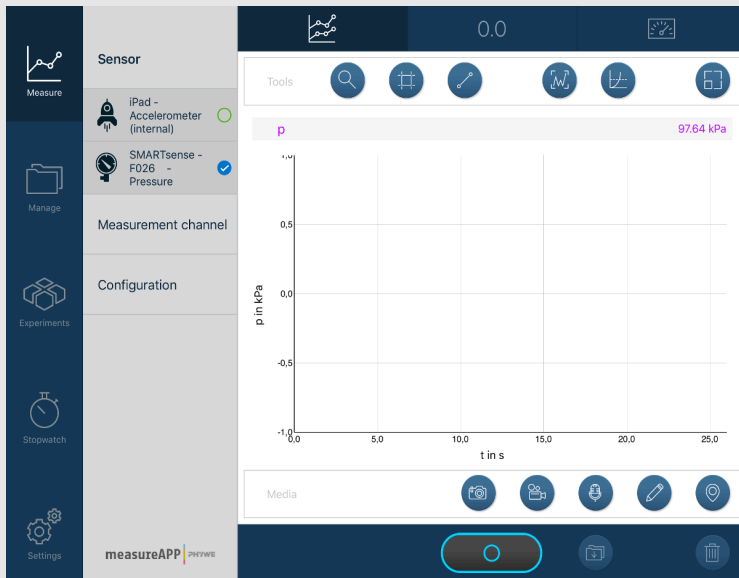 0.0
Measure
Manage
Experiments
Stopwatch
Settings
Sensor
iPad -
Accelerometer
(internal)
SMARTsense -
F026 -
Pressure
Measurement channel
Configuration
measureAPP PHYWE
Tools
p
97.64 kPa
1,0
0,5
0,0
-0,5
-1,0
p in kPa
0,0 5,0 10,0 15,0 20,0 25,0
t in s
Media